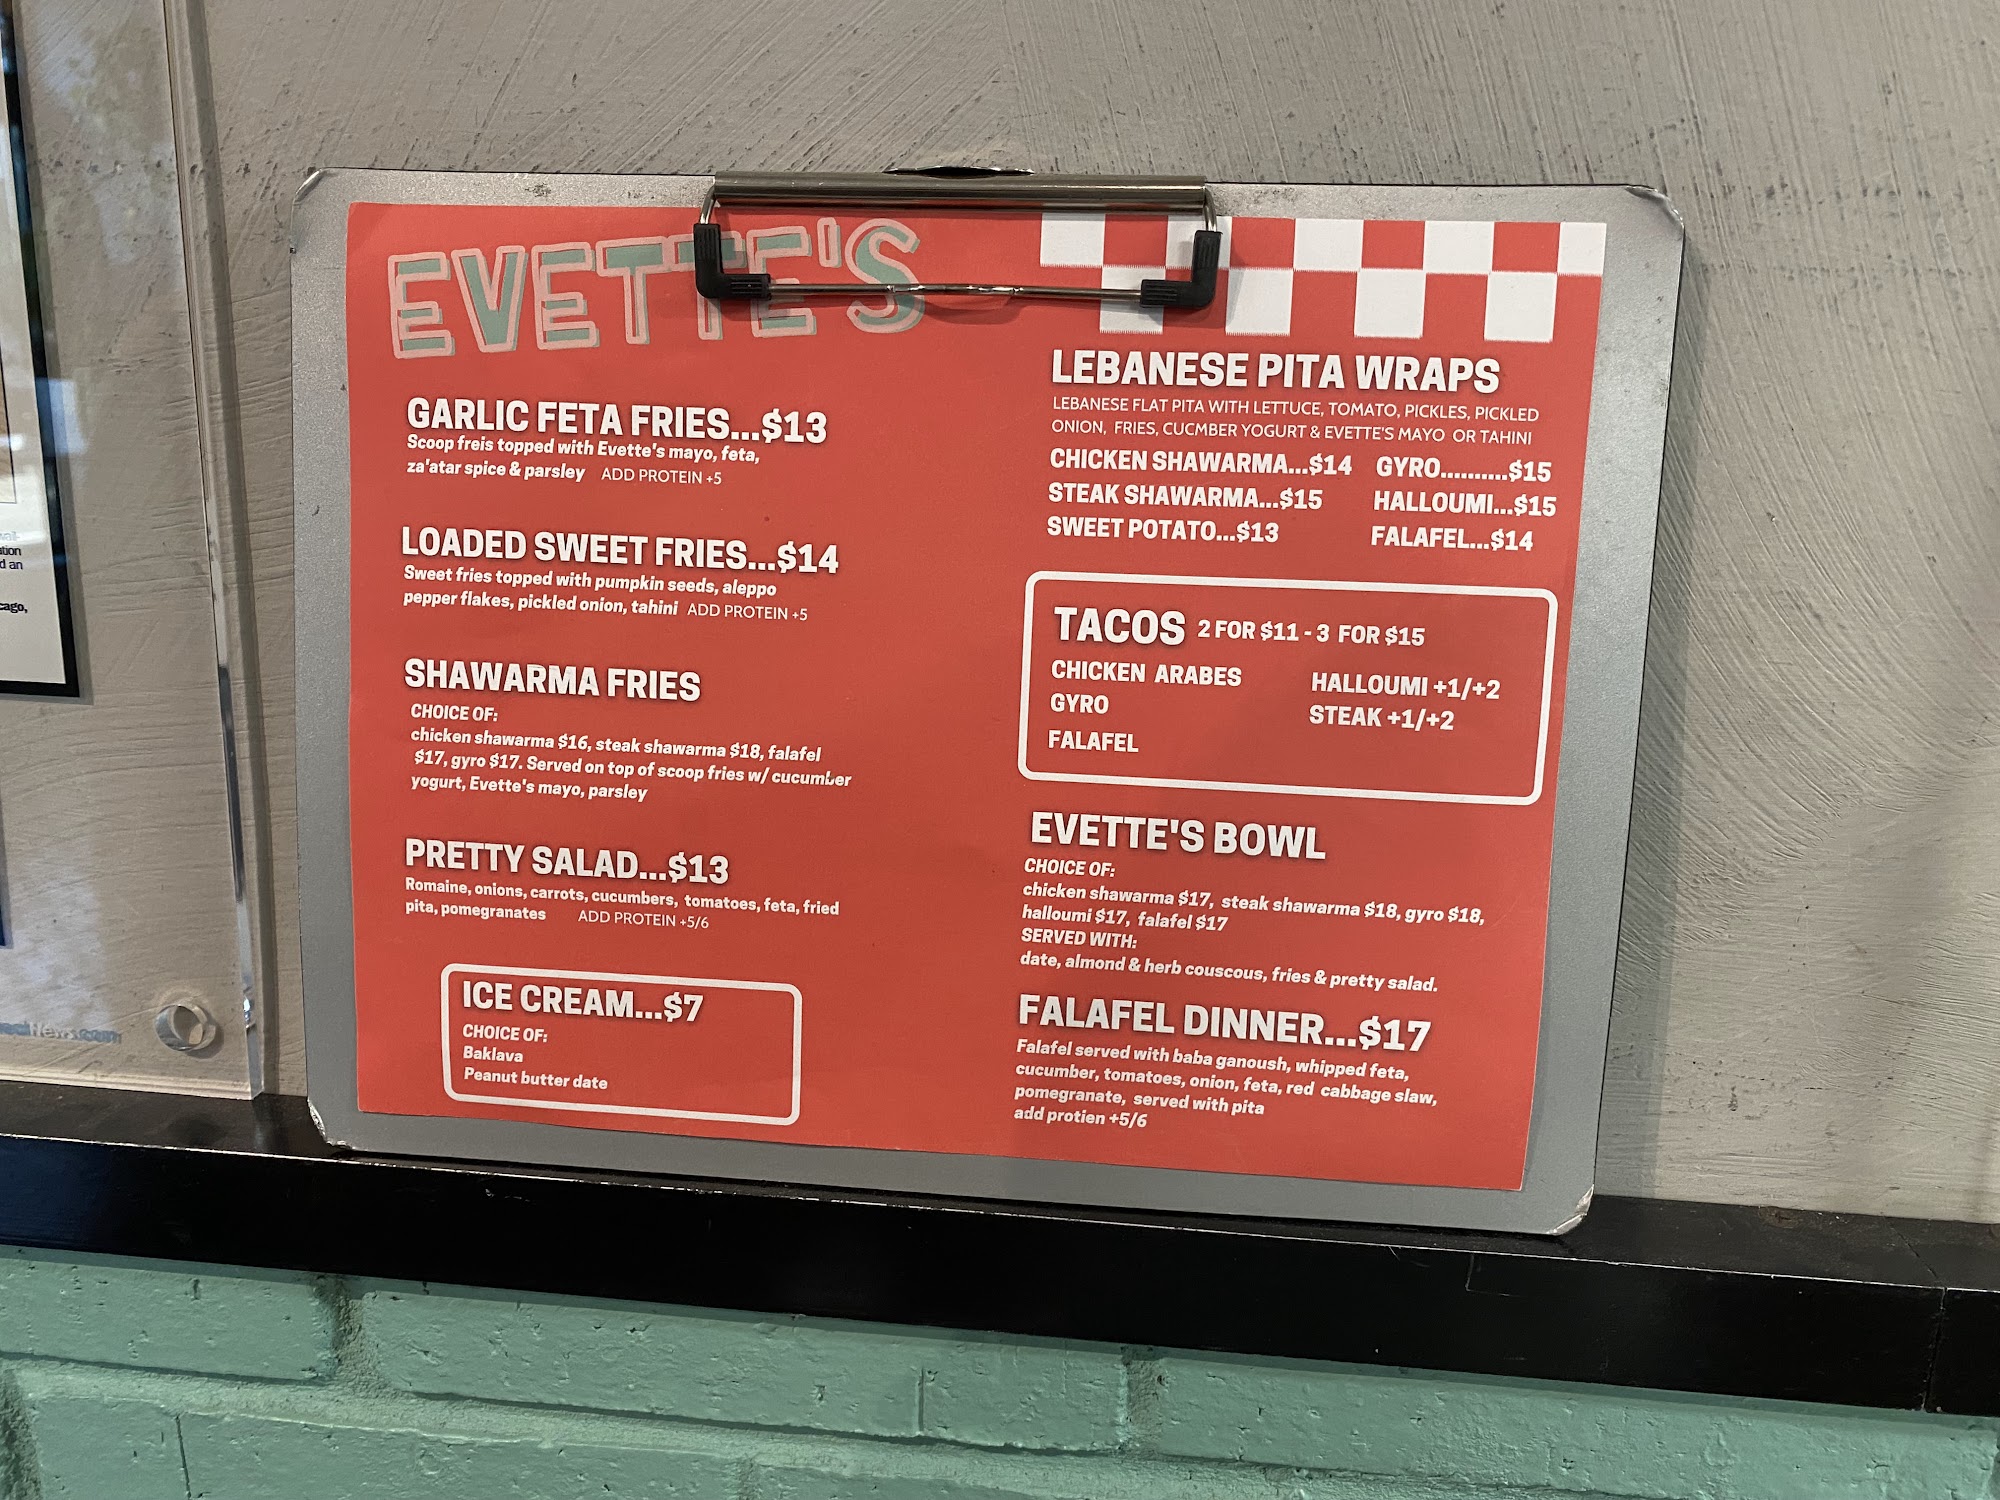 EVETTE'S
GARLIC FETA FRIES...$13
Scoop freis topped with Evette's mayo, feta,
za'atar spice & parsley ADD PROTEIN +5
LOADED SWEET FRIES...$14
Sweet fries topped with pumpkin seeds, aleppo
pepper flakes, pickled onion, tahini ADD PROTEIN +5
SHAWARMA FRIES
CHOICE OF:
chicken shawarma $16, steak shawarma $18, falafel
$17, gyro $17. Served on top of scoop fries w/ cucumber
yogurt, Evette's mayo, parsley
PRETTY SALAD...$13
Romaine, onions, carrots, cucumbers, tomatoes, feta, fried
pita, pomegranates ADD PROTEIN +5/6
ICE CREAM...$7
CHOICE OF:
Baklava
Peanut butter date
LEBANESE PITA WRAPS
LEBANESE FLAT PITA WITH LETTUCE, TOMATO, PICKLES, PICKLED
ONION, FRIES, CUCMBER YOGURT & EVETTE'S MAYO OR TAHINI
CHICKEN SHAWARMA...$14 GYRO..........$15
STEAK SHAWARMA...$15 HALLOUMI...$15
SWEET POTATO...$13 FALAFEL...$14
TACOS 2 FOR $11 - 3 FOR $15
CHICKEN ARABES HALLOUMI +1/+2
GYRO STEAK +1/+2
FALAFEL
EVETTE'S BOWL
CHOICE OF:
chicken shawarma $17, steak shawarma $18, gyro $18,
halloumi $17, falafel $17
SERVED WITH:
date, almond & herb couscous, fries & pretty salad.
FALAFEL DINNER...$17
Falafel served with baba ganoush, whipped feta,
cucumber, tomatoes, onion, feta, red cabbage slaw,
pomegranate, served with pita
add protien +5/6
d an